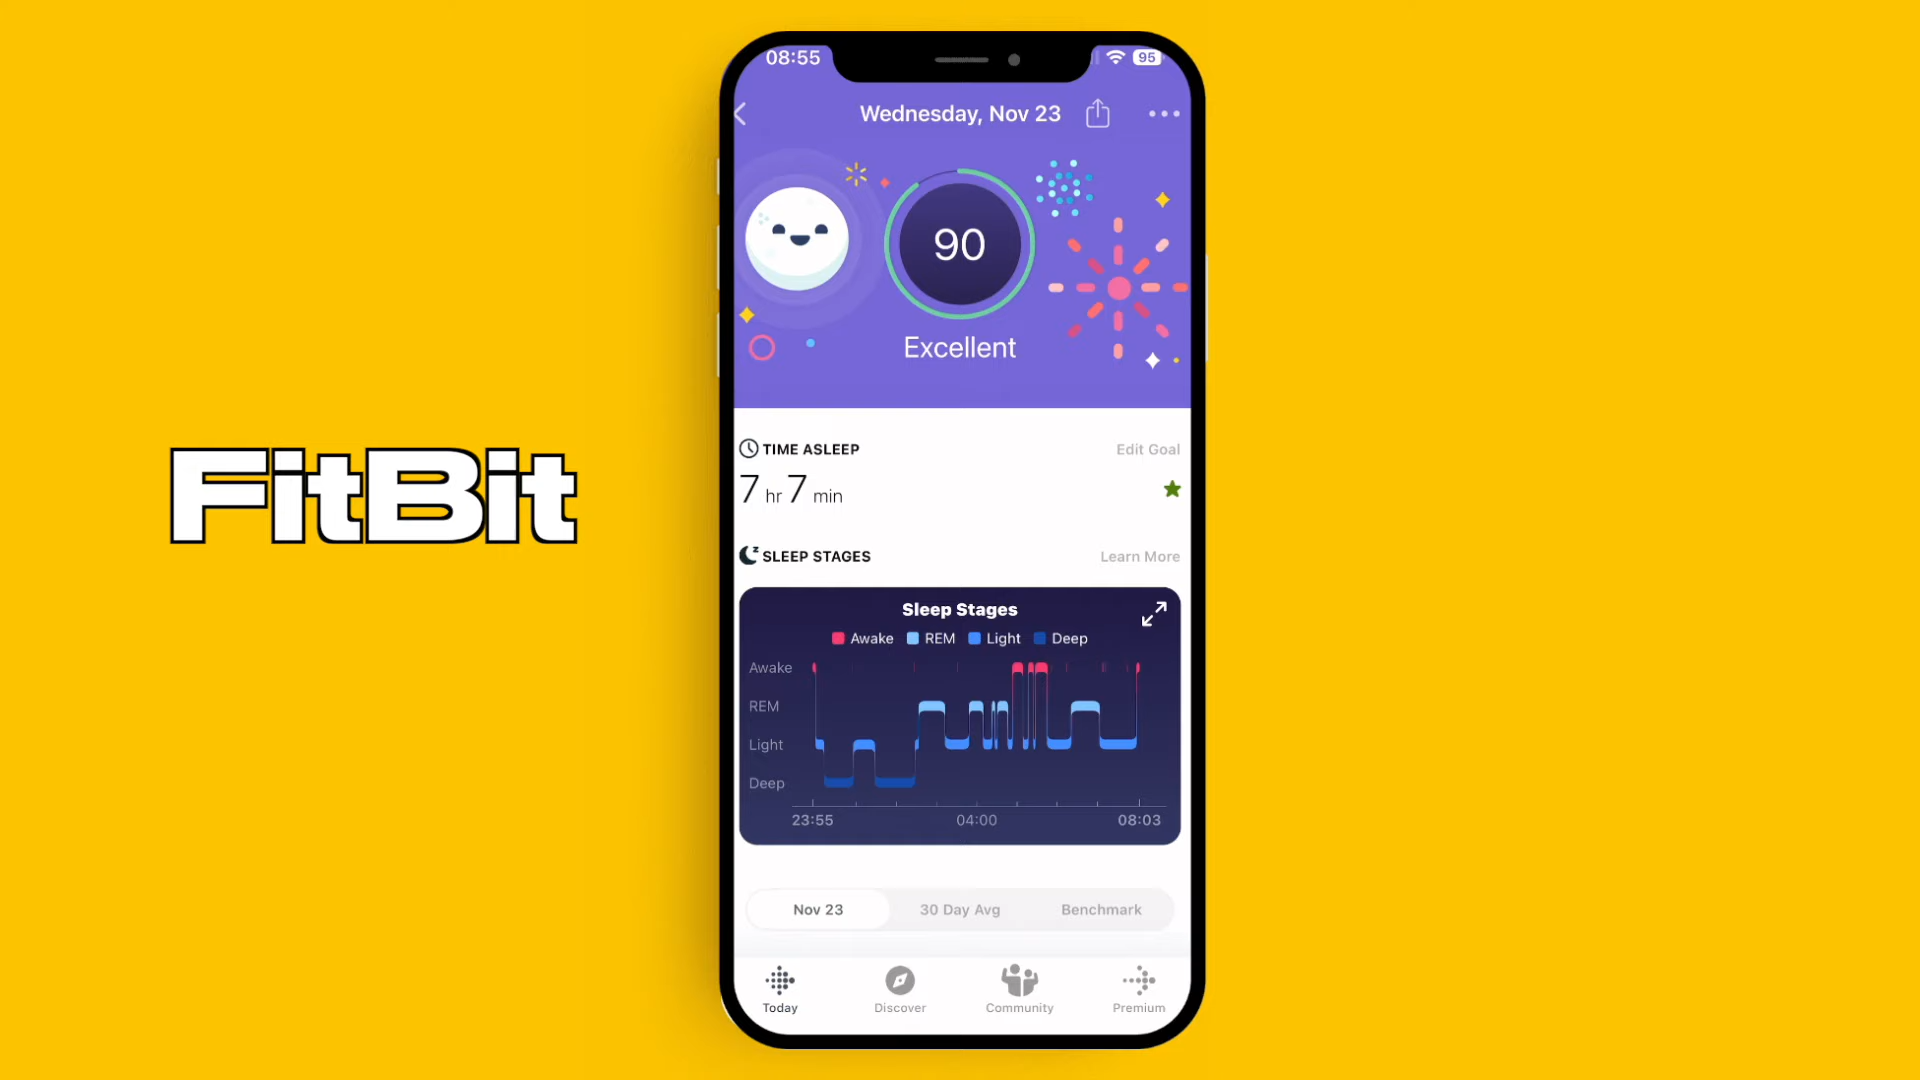 08:55
95
Wednesday, Nov 23
90
Excellent
FitBit
TIME ASLEEP
Edit Goal
7 hr 7 min
SLEEP STAGES
Learn More
Sleep Stages
Awake REM Light Deep
Awake
REM
Light
Deep
23:55 04:00 08:03
Nov 23 30 Day Avg Benchmark
Today Discover Community Premium